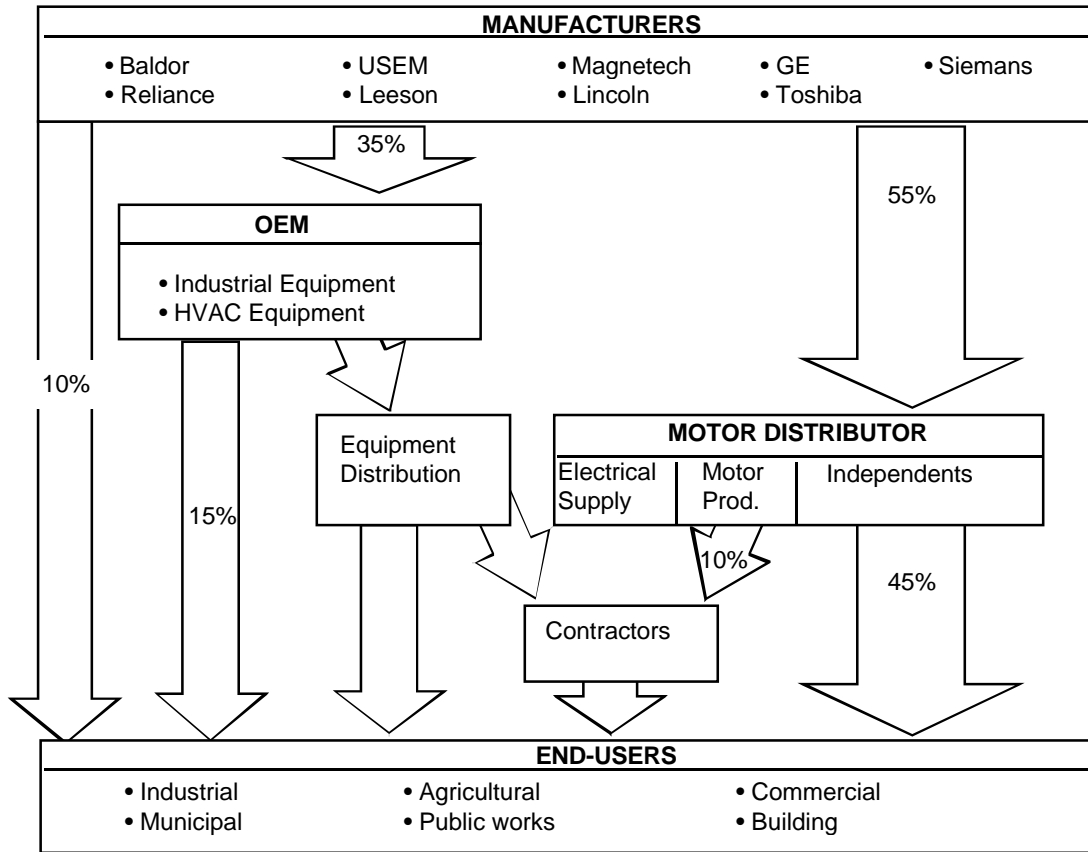 MANUFACTURERS
• Baldor • USEM • Magnetech • GE • Siemans
• Reliance • Leeson • Lincoln • Toshiba
35%
55%
OEM
• Industrial Equipment
• HVAC Equipment
10%
Equipment
Distribution
MOTOR DISTRIBUTOR
Electrical
Supply
Motor
Prod.
Independents
15%
10%
45%
Contractors
END-USERS
• Industrial • Agricultural • Commercial
• Municipal • Public works • Building